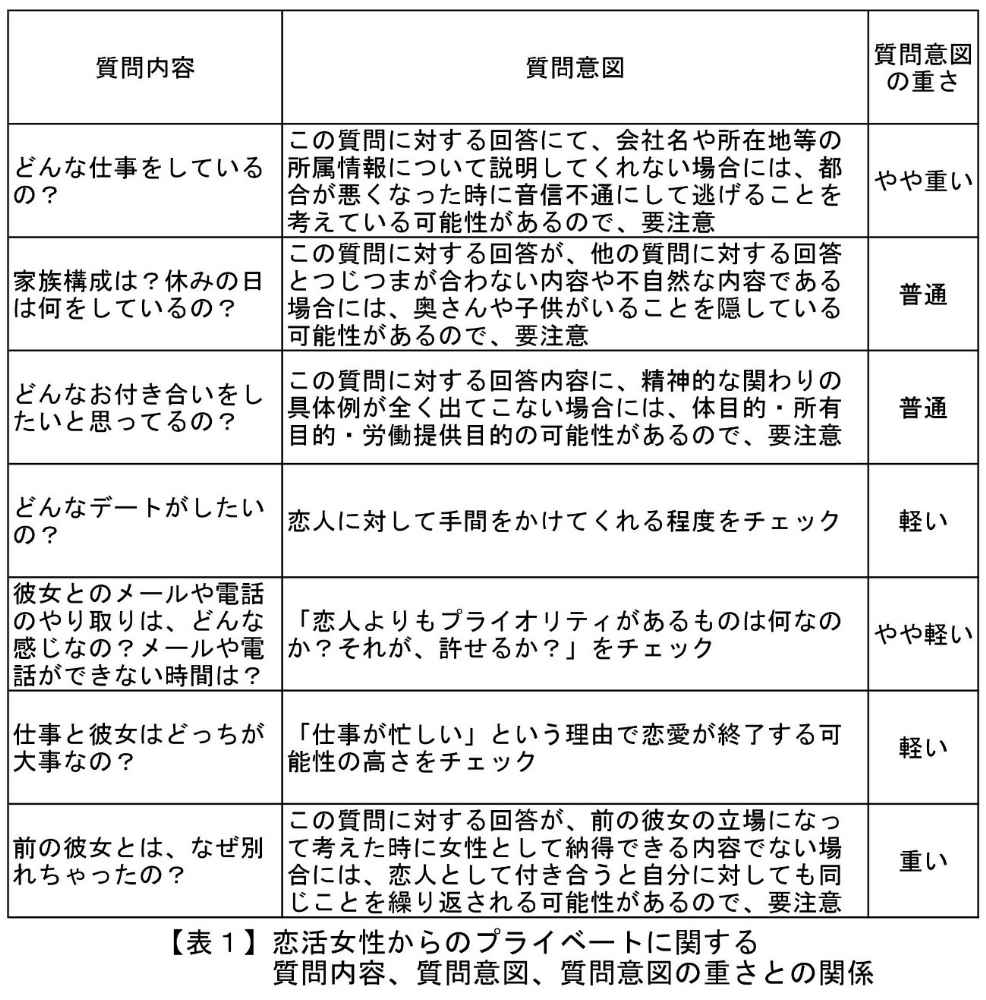 質問内容
質問意図
質問意図
の重さ
どんな仕事をしている
の？
この質問に対する回答にて、会社名や所在地等の
所属情報について説明してくれない場合には、都
合が悪くなった時に音信不通にして逃げることを
考えている可能性があるので、要注意
やや重い
家族構成は？休みの日
は何をしているの？
この質問に対する回答が、他の質問に対する回答
とつじつまが合わない内容や不自然な内容である
場合には、奥さんや子供がいることを隠している
可能性があるので、要注意
普通
どんなお付き合いをし
たいと思ってるの？
この質問に対する回答内容に、精神的な関わりの
具体例が全く出てこない場合には、体目的・所有
目的・労働提供目的の可能性があるので、要注意
普通
どんなデートがしたい
の？
恋人に対して手間をかけてくれる程度をチェック
軽い
彼女とのメールや電話
のやり取りは、どんな
感じなの？メールや電
話ができない時間は？
「恋人よりもプライオリティがあるものは何なの
か？それが、許せるか？」をチェック
やや軽い
仕事と彼女はどっちが
大事なの？
「仕事が忙しい」という理由で恋愛が終了する可
能性の高さをチェック
軽い
前の彼女とは、なぜ別
れちゃったの？
この質問に対する回答が、前の彼女の立場になっ
て考えた時に女性として納得できる内容でない場
合には、恋人として付き合うと自分に対しても同
じことを繰り返される可能性があるので、要注意
重い
【表１】恋活女性からのプライベートに関する
質問内容、質問意図、質問意図の重さとの関係